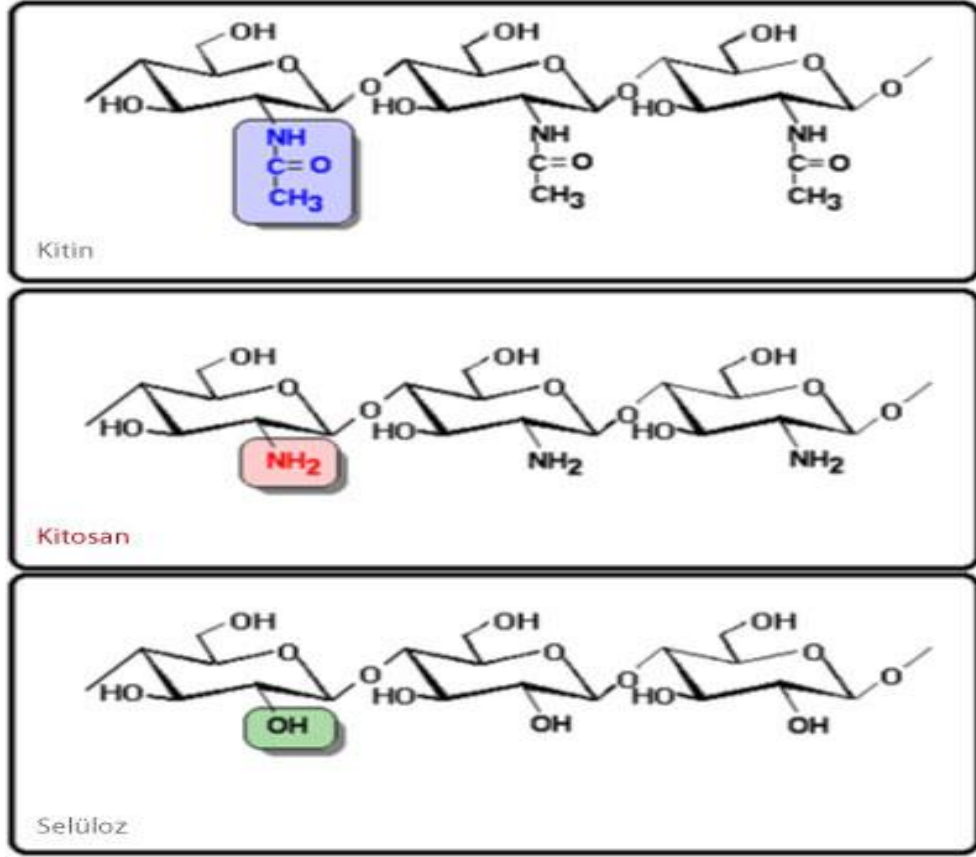 OH OH OH
O O O
HO O HO O HO O
NH NH NH
C=O C=O C=O
CH3 CH3 CH3
Kitin
OH OH OH
O O O
HO O HO O HO O
NH2 NH2 NH2
Kitosan
OH OH OH
O O O
HO O HO O HO O
OH OH OH
Selüloz